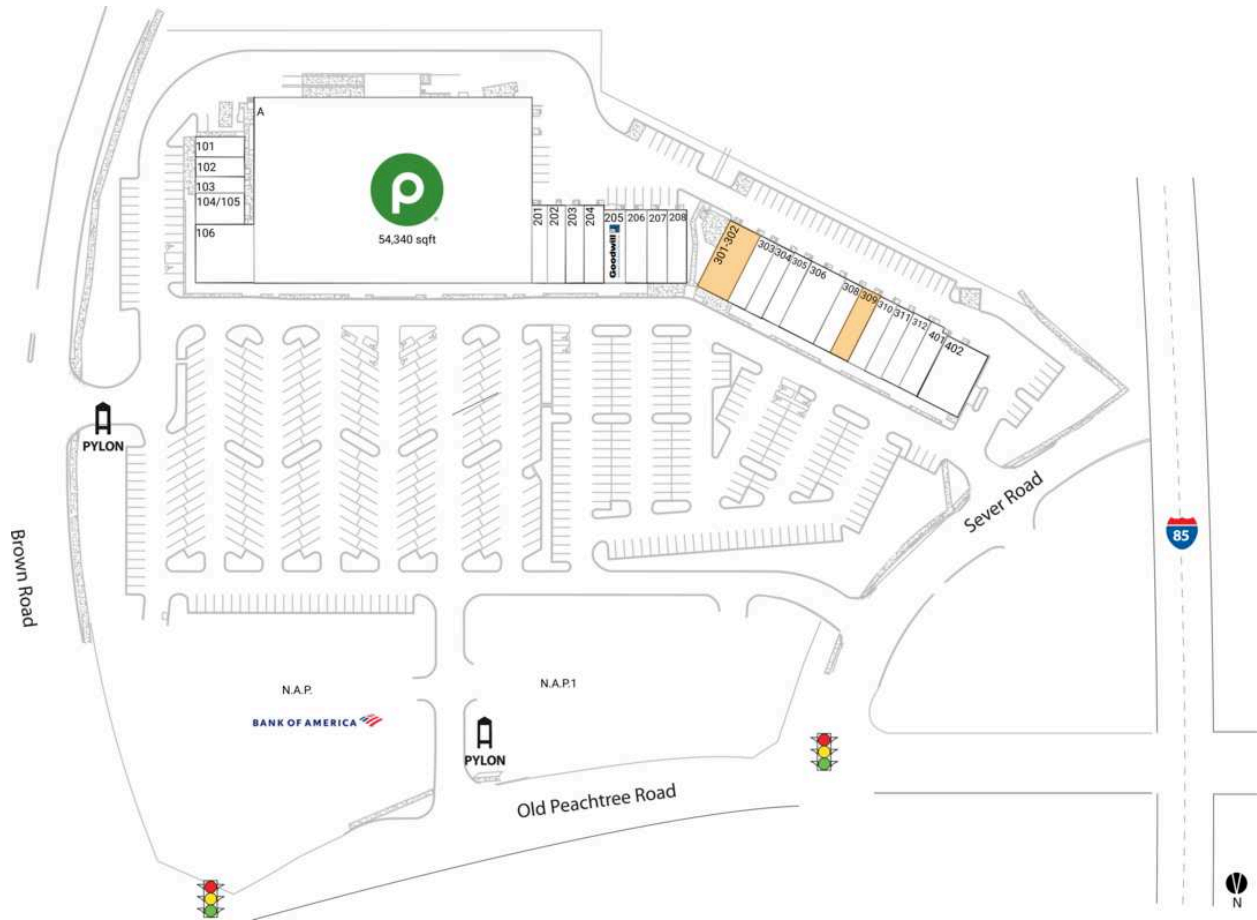 A
101
102
103
104/105
106
54,340 sqft
201
202
203
204
205
Goodwill
206
207
208
301-302
303
304
305
306
308
309
310
311
312
401
402
PYLON
Brown Road
Sever Road
85
N.A.P.
BANK OF AMERICA
N.A.P.1
PYLON
Old Peachtree Road
N